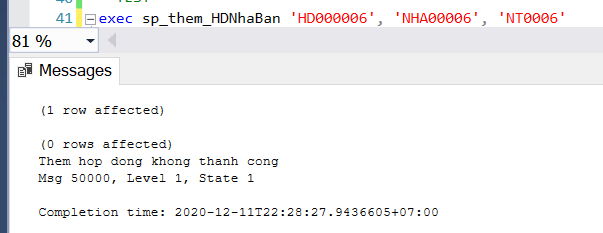 41 exec sp_them_HDNhaBan 'HD000006', 'NHA00006', 'NT0006'
81 %
Messages
(1 row affected)
(0 rows affected)
Them hop dong khong thanh cong
Msg 50000, Level 1, State 1
Completion time: 2020-12-11T22:28:27.9436605+07:00